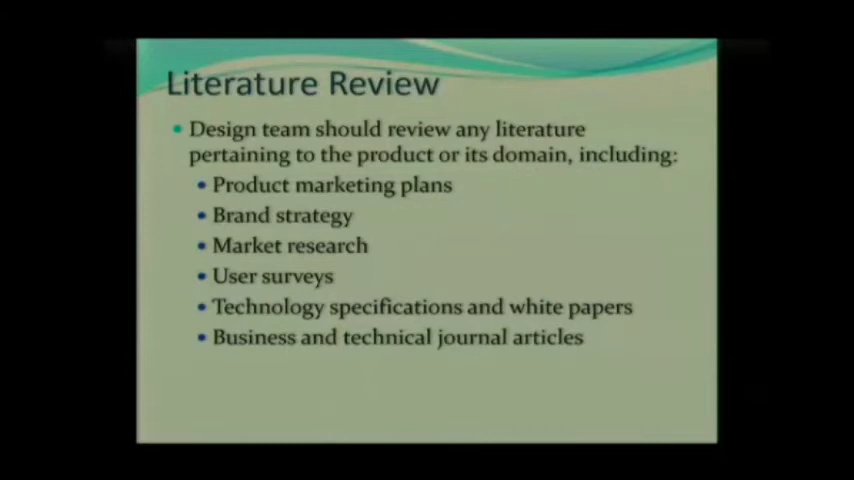 Literature Review
• Design team should review any literature
pertaining to the product or its domain, including:
• Product marketing plans
• Brand strategy
• Market research
• User surveys
• Technology specifications and white papers
• Business and technical journal articles